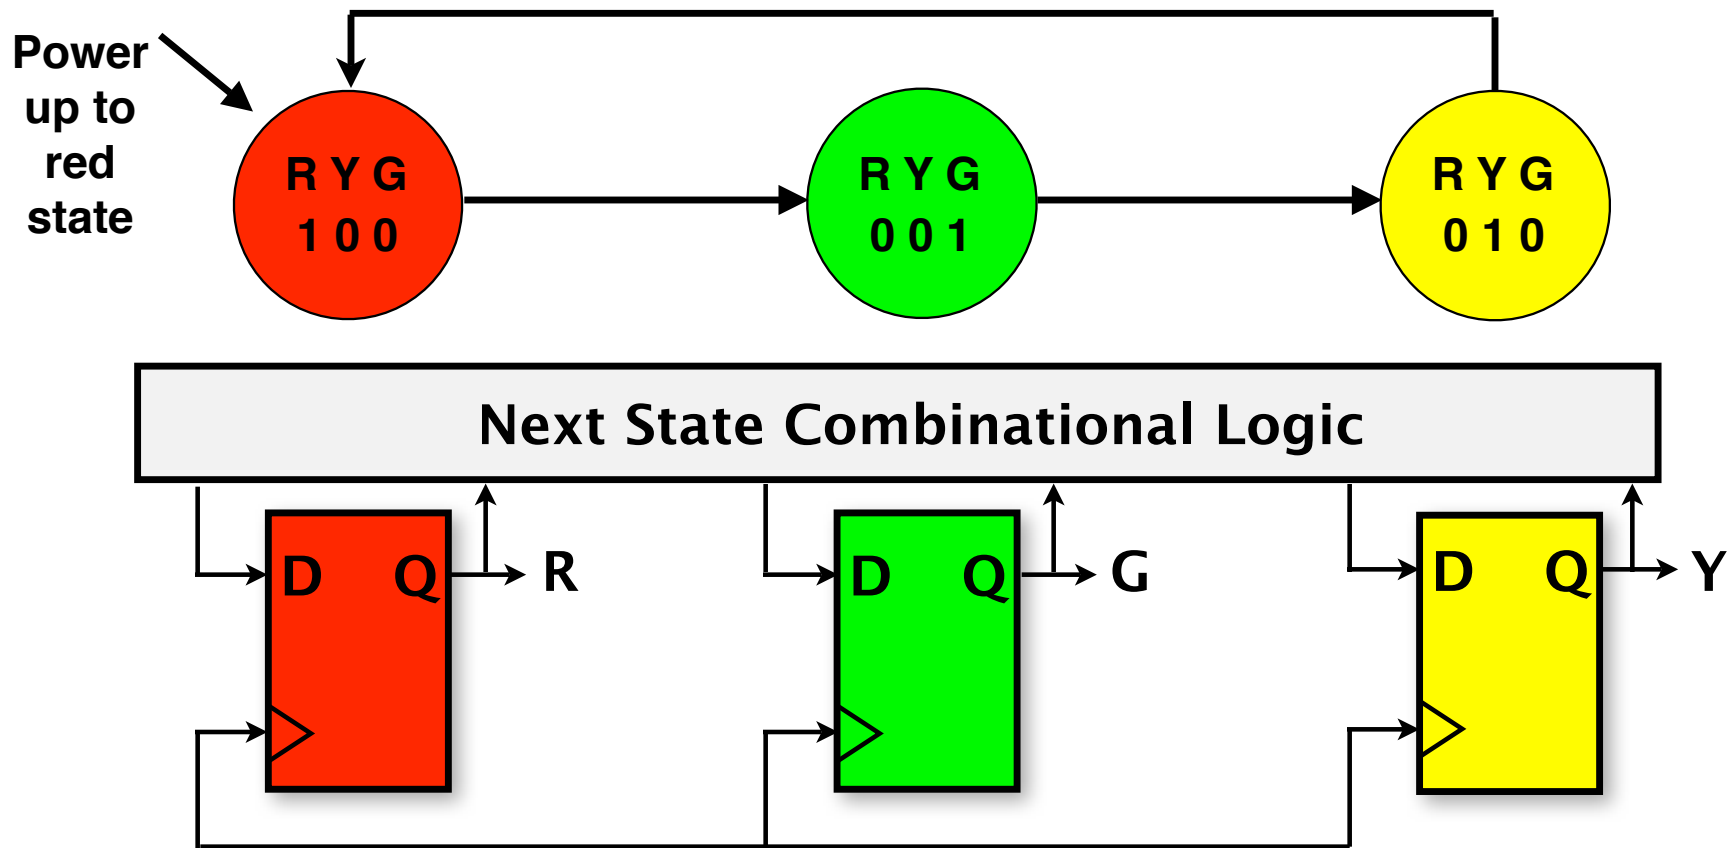 Power
up to
red
state
R Y G
1 0 0
R Y G
0 0 1
R Y G
0 1 0
Next State Combinational Logic
D Q R
D Q G
D Q Y